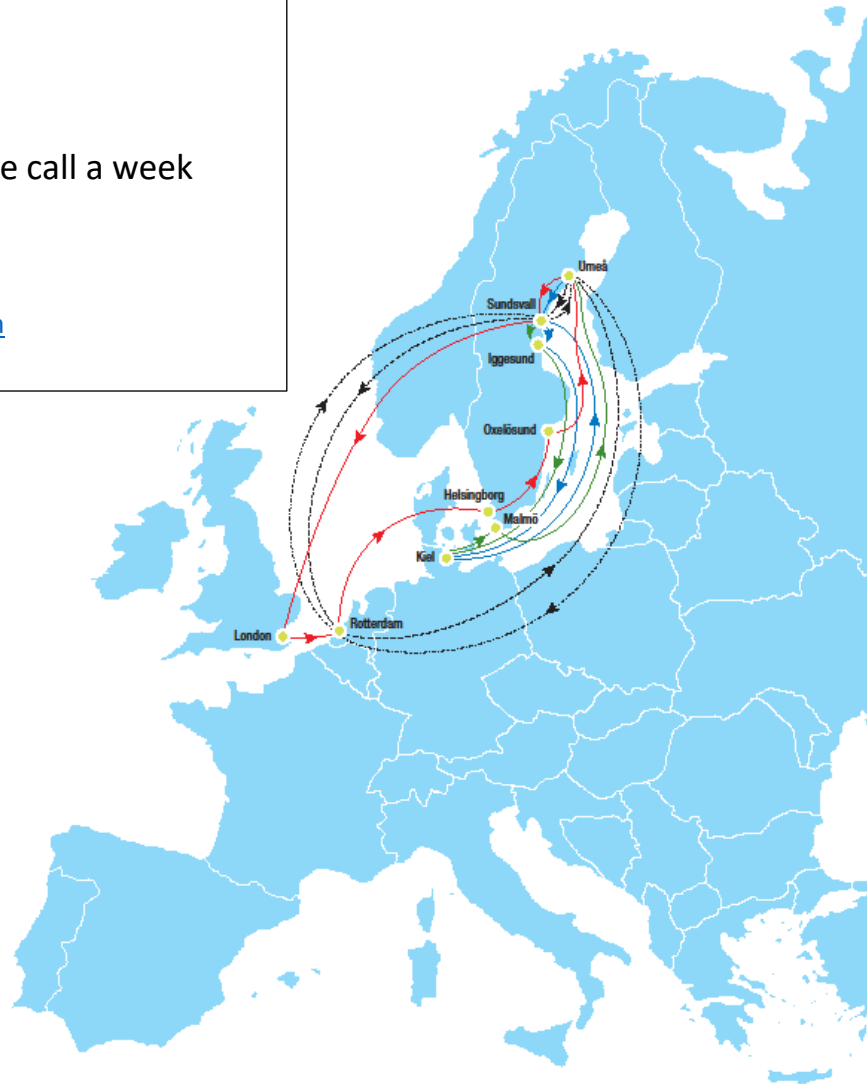 e call a week
Umeå
Sundsvall
Iggesund
Oxelösund
Helsingborg
Malmö
Kiel
Rotterdam
London